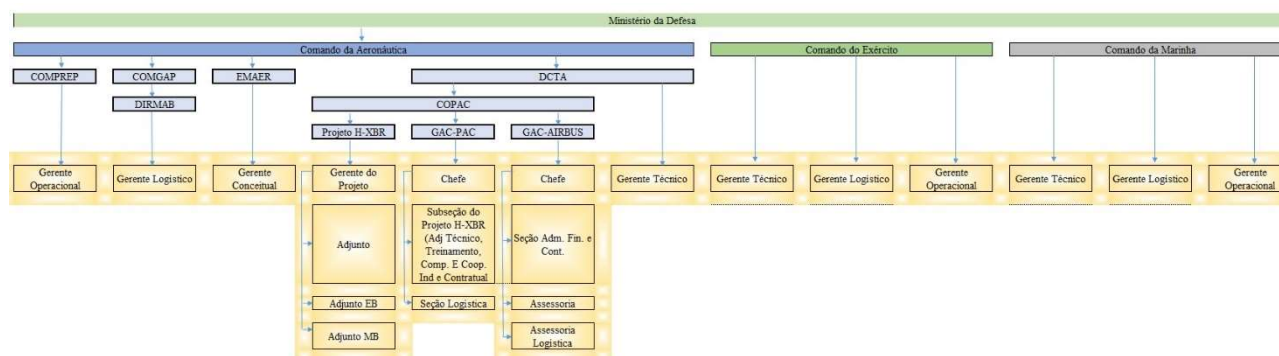 Ministério da Defesa
Comando da Aeronáutica
Comando do Exército
Comando da Marinha
COMPREP
COMGAP
EMAER
DCTA
DIRMAB
COPAC
Projeto H-XBR
GAC-PAC
GAC-AIRBUS
Gerente
Operacional
Gerente Logístico
Gerente
Conceitual
Gerente do
Projeto
Chefe
Chefe
Gerente Técnico
Gerente Técnico
Gerente Logístico
Gerente
Operacional
Gerente Técnico
Gerente Logístico
Gerente
Operacional
Adjunto
Subseção do
Projeto H-XBR
(Adj Técnico,
Treinamento,
Comp. E Coop.
Ind e Contratual
Seção Adm. Fin. e
Cont.
Adjunto EB
Seção Logística
Assessoria
Adjunto MB
Assessoria
Logística